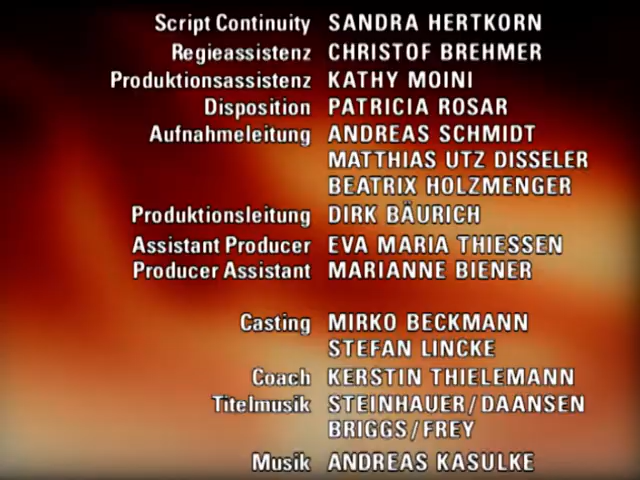 Script Continuity SANDRA HERTKORN
Regieassistenz CHRISTOF BREHMER
Produktionsassistenz KATHY MOINI
Disposition PATRICIA ROSAR
Aufnahmeleitung ANDREAS SCHMIDT
MATTHIAS UTZ DISSELER
BEATRIX HOLZMENGER
Produktionsleitung DIRK BÄURICH
Assistant Producer EVA MARIA THIESSEN
Producer Assistant MARIANNE BIENER
Casting MIRKO BECKMANN
STEFAN LINCKE
Coach KERSTIN THIELEMANN
Titelmusik STEINHAUER/DAANSEN
BRIGGS/FREY
Musik ANDREAS KASULKE